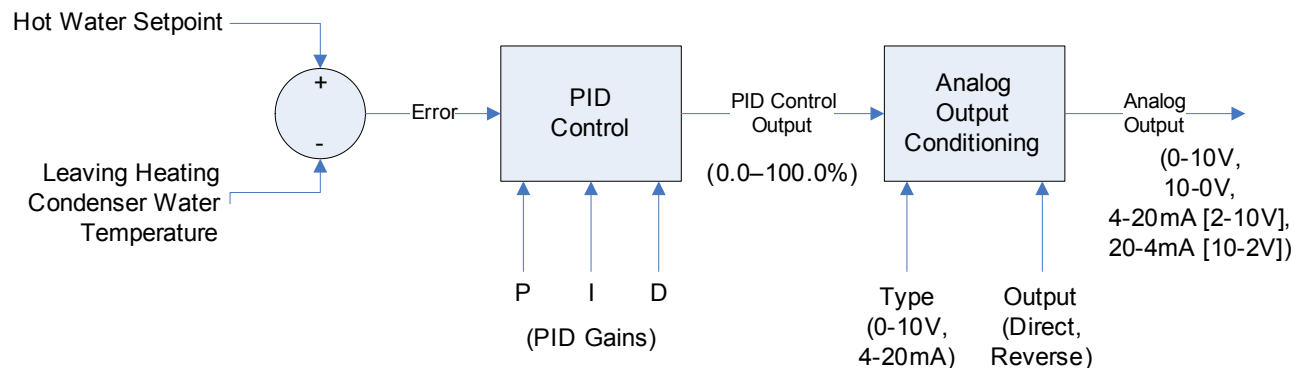 Hot Water Setpoint
+
-
Leaving Heating
Condenser Water
Temperature
Error
PID
Control
P
I
D
(PID Gains)
PID Control
Output
(0.0–100.0%)
Analog
Output
Conditioning
Type
(0-10V,
4-20mA)
Output
(Direct,
Reverse)
Analog
Output
(0-10V,
10-0V,
4-20mA [2-10V],
20-4mA [10-2V])